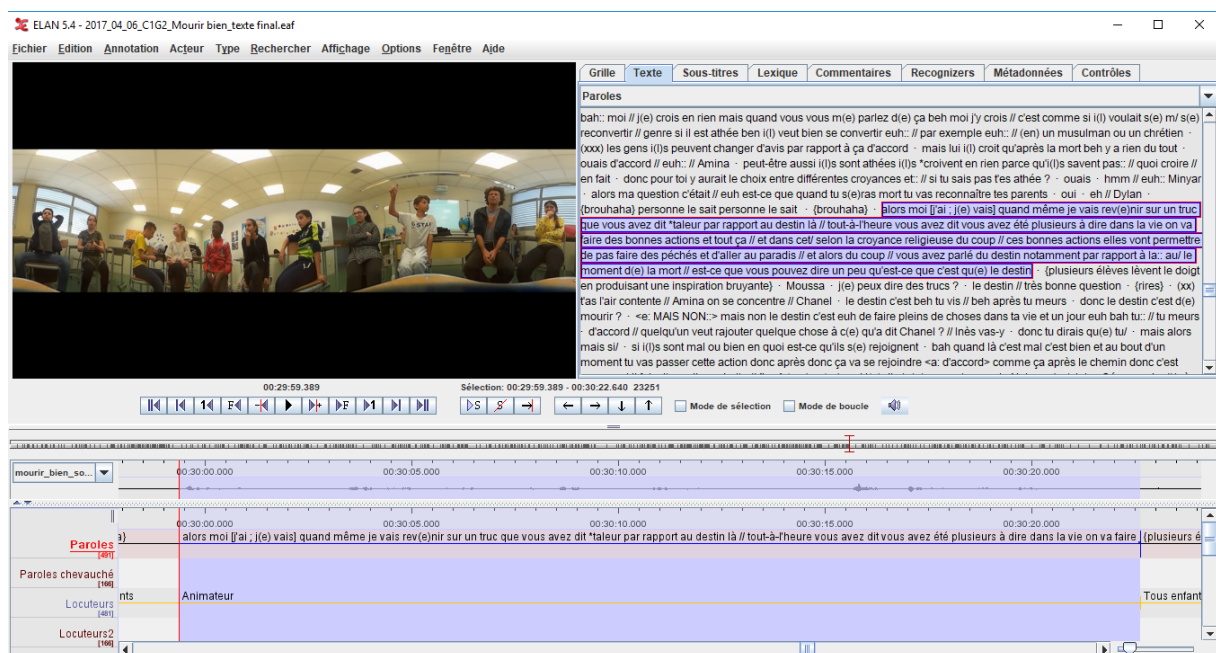 ELAN 5.4 - 2017_04_06_C1G2_Mourir bien_texte final.eaf
Fichier Edition Annotation Acteur Type Rechercher Affichage Options Fenêtre Aide
Grille Texte Sous-titres Lexique Commentaires Recognizers Métadonnées Contrôles
Paroles
bah:: moi // j(e) crois en rien mais quand vous vous m(e) parlez d(e) ça beh moi j'y crois // c'est comme si i(l) voulait s(e) m/ s(e)
reconvertir // genre si il est athée ben i(l) veut bien se convertir euh:: // par exemple euh:: // (en) un musulman ou un chrétien ·
(xxx) les gens i(l)s peuvent changer d'avis par rapport à ça d'accord · mais lui i(l) croit qu'après la mort beh y a rien du tout ·
ouais d'accord // euh:: // Amina · peut-être aussi i(l)s sont athées i(l)s *croivent en rien parce qu'i(l)s savent pas:: // quoi croire //
en fait · donc pour toi y aurait le choix entre différentes croyances et:: // si tu sais pas t'es athée ? · ouais · hmm // euh:: Minyar
· alors ma question c'était // euh est-ce que quand tu s(e)ras mort tu vas reconnaître tes parents · oui · eh // Dylan ·
{brouhaha} personne le sait personne le sait · {brouhaha} · alors moi [j'ai ; j(e) vais] quand même je vais rev(e)nir sur un truc
que vous avez dit *taleur par rapport au destin là // tout-à-l'heure vous avez dit vous avez été plusieurs à dire dans la vie on va
faire des bonnes actions et tout ça // et dans cet/ selon la croyance religieuse du coup // ces bonnes actions elles vont permettre
de pas faire des péchés et d'aller au paradis // et alors du coup // vous avez parlé du destin notamment par rapport à la:: au/ le
moment d(e) la mort // est-ce que vous pouvez dire un peu qu'est-ce que c'est qu(e) le destin · {plusieurs élèves lèvent le doigt
en produisant une inspiration bruyante} · Moussa · j(e) peux dire des trucs ? · le destin // très bonne question · {rires} · (xx)
t'as l'air contente // Amina on se concentre // Chanel · le destin c'est beh tu vis // beh après tu meurs · donc le destin c'est d(e)
mourir ? · <e: MAIS NON::> mais non le destin c'est euh de faire pleins de choses dans ta vie et un jour euh bah tu:: // tu meurs
· d'accord // quelqu'un veut rajouter quelque chose à c(e) qu'a dit Chanel ? // Inès vas-y · donc tu dirais qu(e) tu/ · mais alors
mais si/ · si i(l)s sont mal ou bien en quoi est-ce qu'ils s(e) rejoignent · bah quand là c'est mal c'est bien et au bout d'un
moment tu vas passer cette action donc après donc ça va se rejoindre <a: d'accord> comme ça après le chemin donc c'est
00:29:59.389 Sélection: 00:29:59.389 - 00:30:22.640 23251
Mode de sélection Mode de boucle
mourir_bien_so...
00:30:00.000 00:30:05.000 00:30:10.000 00:30:15.000 00:30:20.000
00:30:00.000 00:30:05.000 00:30:10.000 00:30:15.000 00:30:20.000
Paroles a} alors moi [j'ai ; j(e) vais] quand même je vais rev(e)nir sur un truc que vous avez dit *taleur par rapport au destin là // tout-à-l'heure vous avez dit vous avez été plusieurs à dire dans la vie on va faire {plusieurs é
[491]
Paroles chevauché
[166]
Locuteurs nts Animateur Tous enfant
[481]
Locuteurs2
[166]